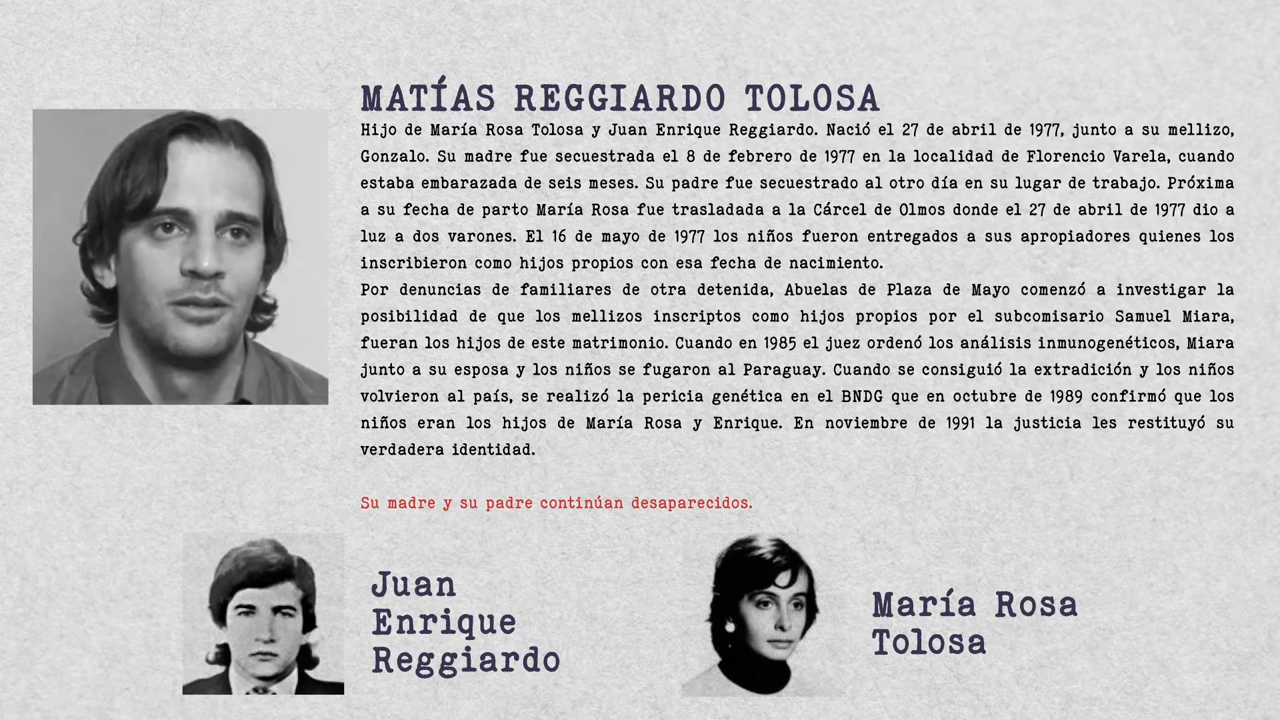 MATÍAS REGGIARDO TOLOSA
Hijo de María Rosa Tolosa y Juan Enrique Reggiardo. Nació el 27 de abril de 1977, junto a su mellizo,
Gonzalo. Su madre fue secuestrada el 8 de febrero de 1977 en la localidad de Florencio Varela, cuando
estaba embarazada de seis meses. Su padre fue secuestrado al otro día en su lugar de trabajo. Próxima
a su fecha de parto María Rosa fue trasladada a la Cárcel de Olmos donde el 27 de abril de 1977 dio a
luz a dos varones. El 16 de mayo de 1977 los niños fueron entregados a sus apropiadores quienes los
inscribieron como hijos propios con esa fecha de nacimiento.
Por denuncias de familiares de otra detenida, Abuelas de Plaza de Mayo comenzó a investigar la
posibilidad de que los mellizos inscriptos como hijos propios por el subcomisario Samuel Miara,
fueran los hijos de este matrimonio. Cuando en 1985 el juez ordenó los análisis inmunogenéticos, Miara
junto a su esposa y los niños se fugaron al Paraguay. Cuando se consiguió la extradición y los niños
volvieron al país, se realizó la pericia genética en el BNDG que en octubre de 1989 confirmó que los
niños eran los hijos de María Rosa y Enrique. En noviembre de 1991 la justicia les restituyó su
verdadera identidad.
Su madre y su padre continúan desaparecidos.
Juan
Enrique
Reggiardo
María Rosa
Tolosa